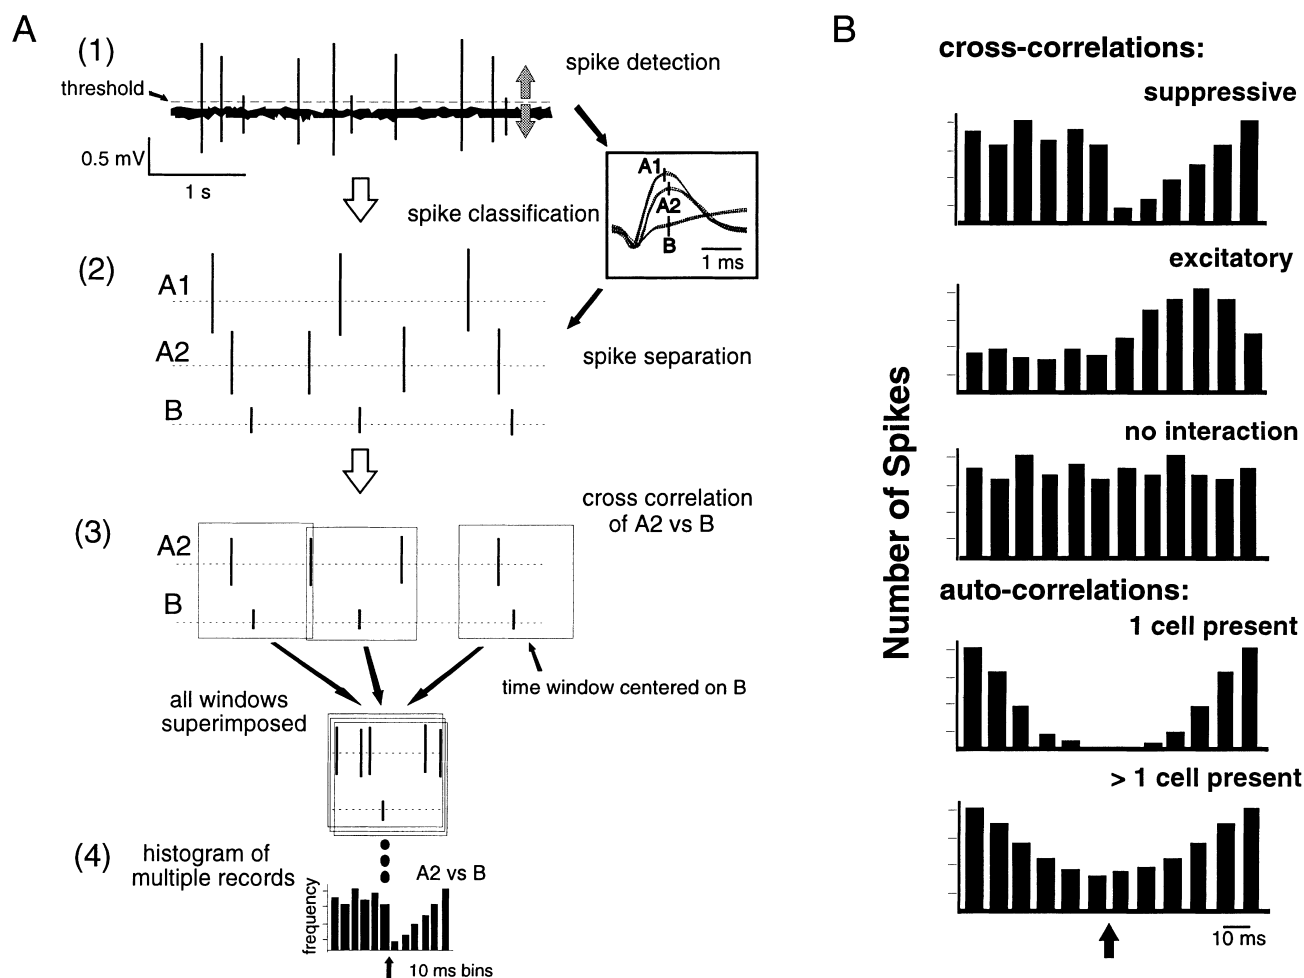 A
(1)
spike detection
threshold
0.5 mV
1 s
A1
A2
B
1 ms
spike classification
(2)
A1
A2
B
spike separation
cross correlation
of A2 vs B
(3)
A2
B
time window centered on B
all windows
superimposed
(4)
histogram of
multiple records
A2 vs B
frequency
10 ms bins
B
cross-correlations:
suppressive
excitatory
no interaction
Number of Spikes
auto-correlations:
1 cell present
> 1 cell present
10 ms